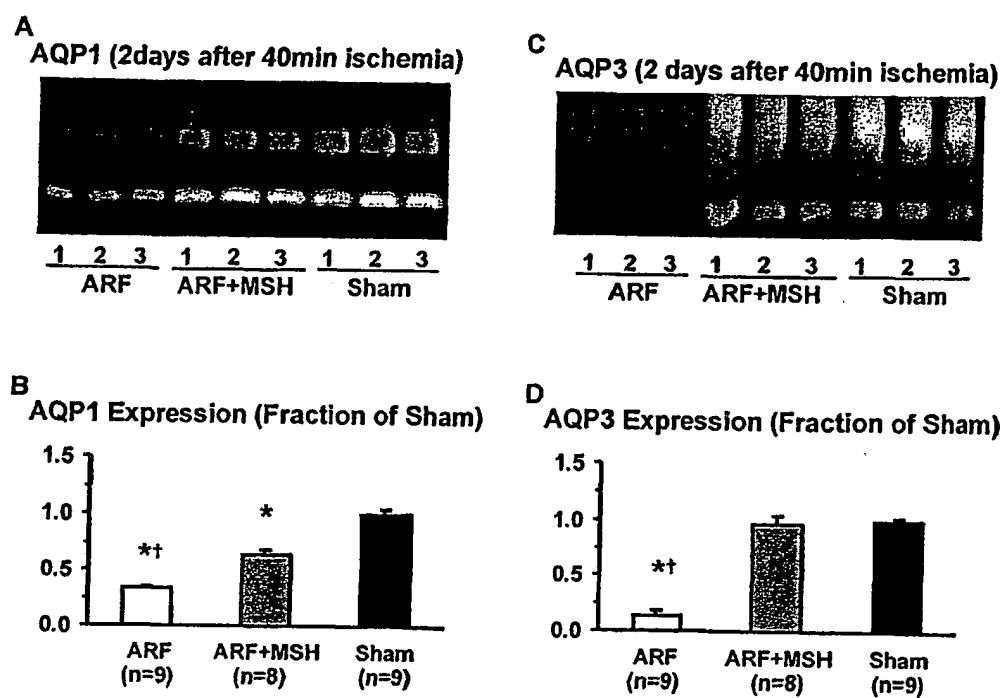 A
AQP1 (2days after 40min ischemia)
1 2 3 1 2 3 1 2 3
ARF ARF+MSH Sham
B
AQP1 Expression (Fraction of Sham)
1.5
1.0
0.5
0.0
*†
*
ARF ARF+MSH Sham
(n=9) (n=8) (n=9)
C
AQP3 (2 days after 40min ischemia)
1 2 3 1 2 3 1 2 3
ARF ARF+MSH Sham
D
AQP3 Expression (Fraction of Sham)
1.5
1.0
0.5
0.0
*†
ARF ARF+MSH Sham
(n=9) (n=8) (n=9)